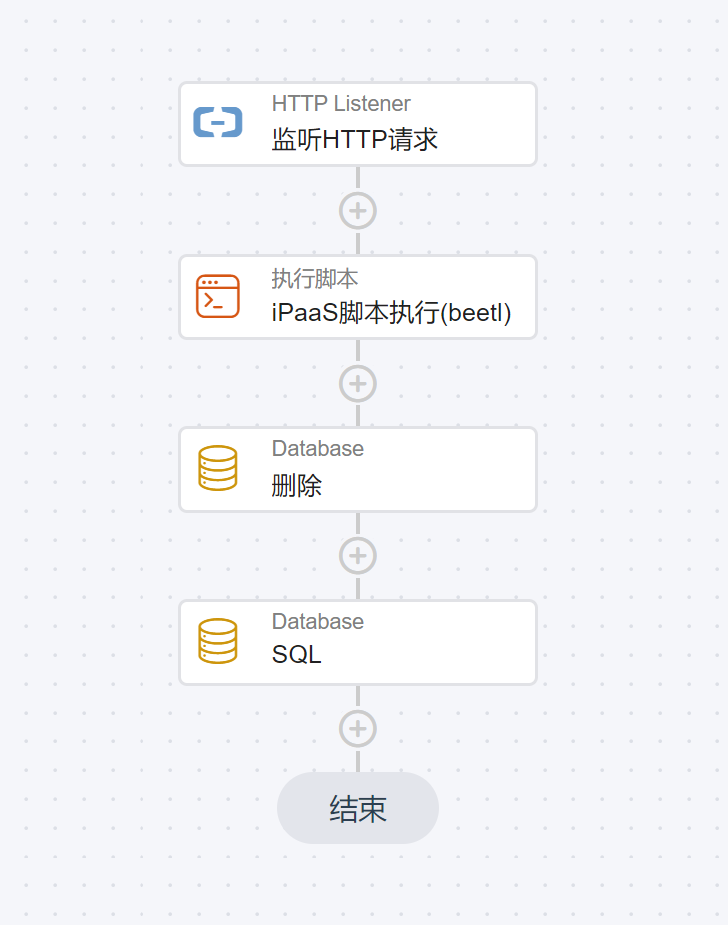 HTTP Listener
监听HTTP请求
执行脚本
iPaaS脚本执行(beetl)
Database
删除
Database
SQL
结束